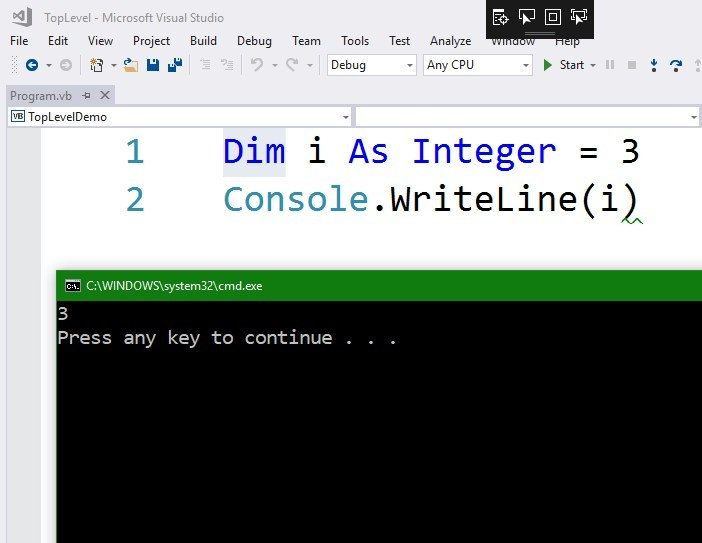 TopLevel - Microsoft Visual Studio
File Edit View Project Build Debug Team Tools Test Analyze Window Help
Debug Any CPU Start
Program.vb
VB TopLevelDemo
1 Dim i As Integer = 3
2 Console.WriteLine(i)
C:\WINDOWS\system32\cmd.exe
3
Press any key to continue . . .